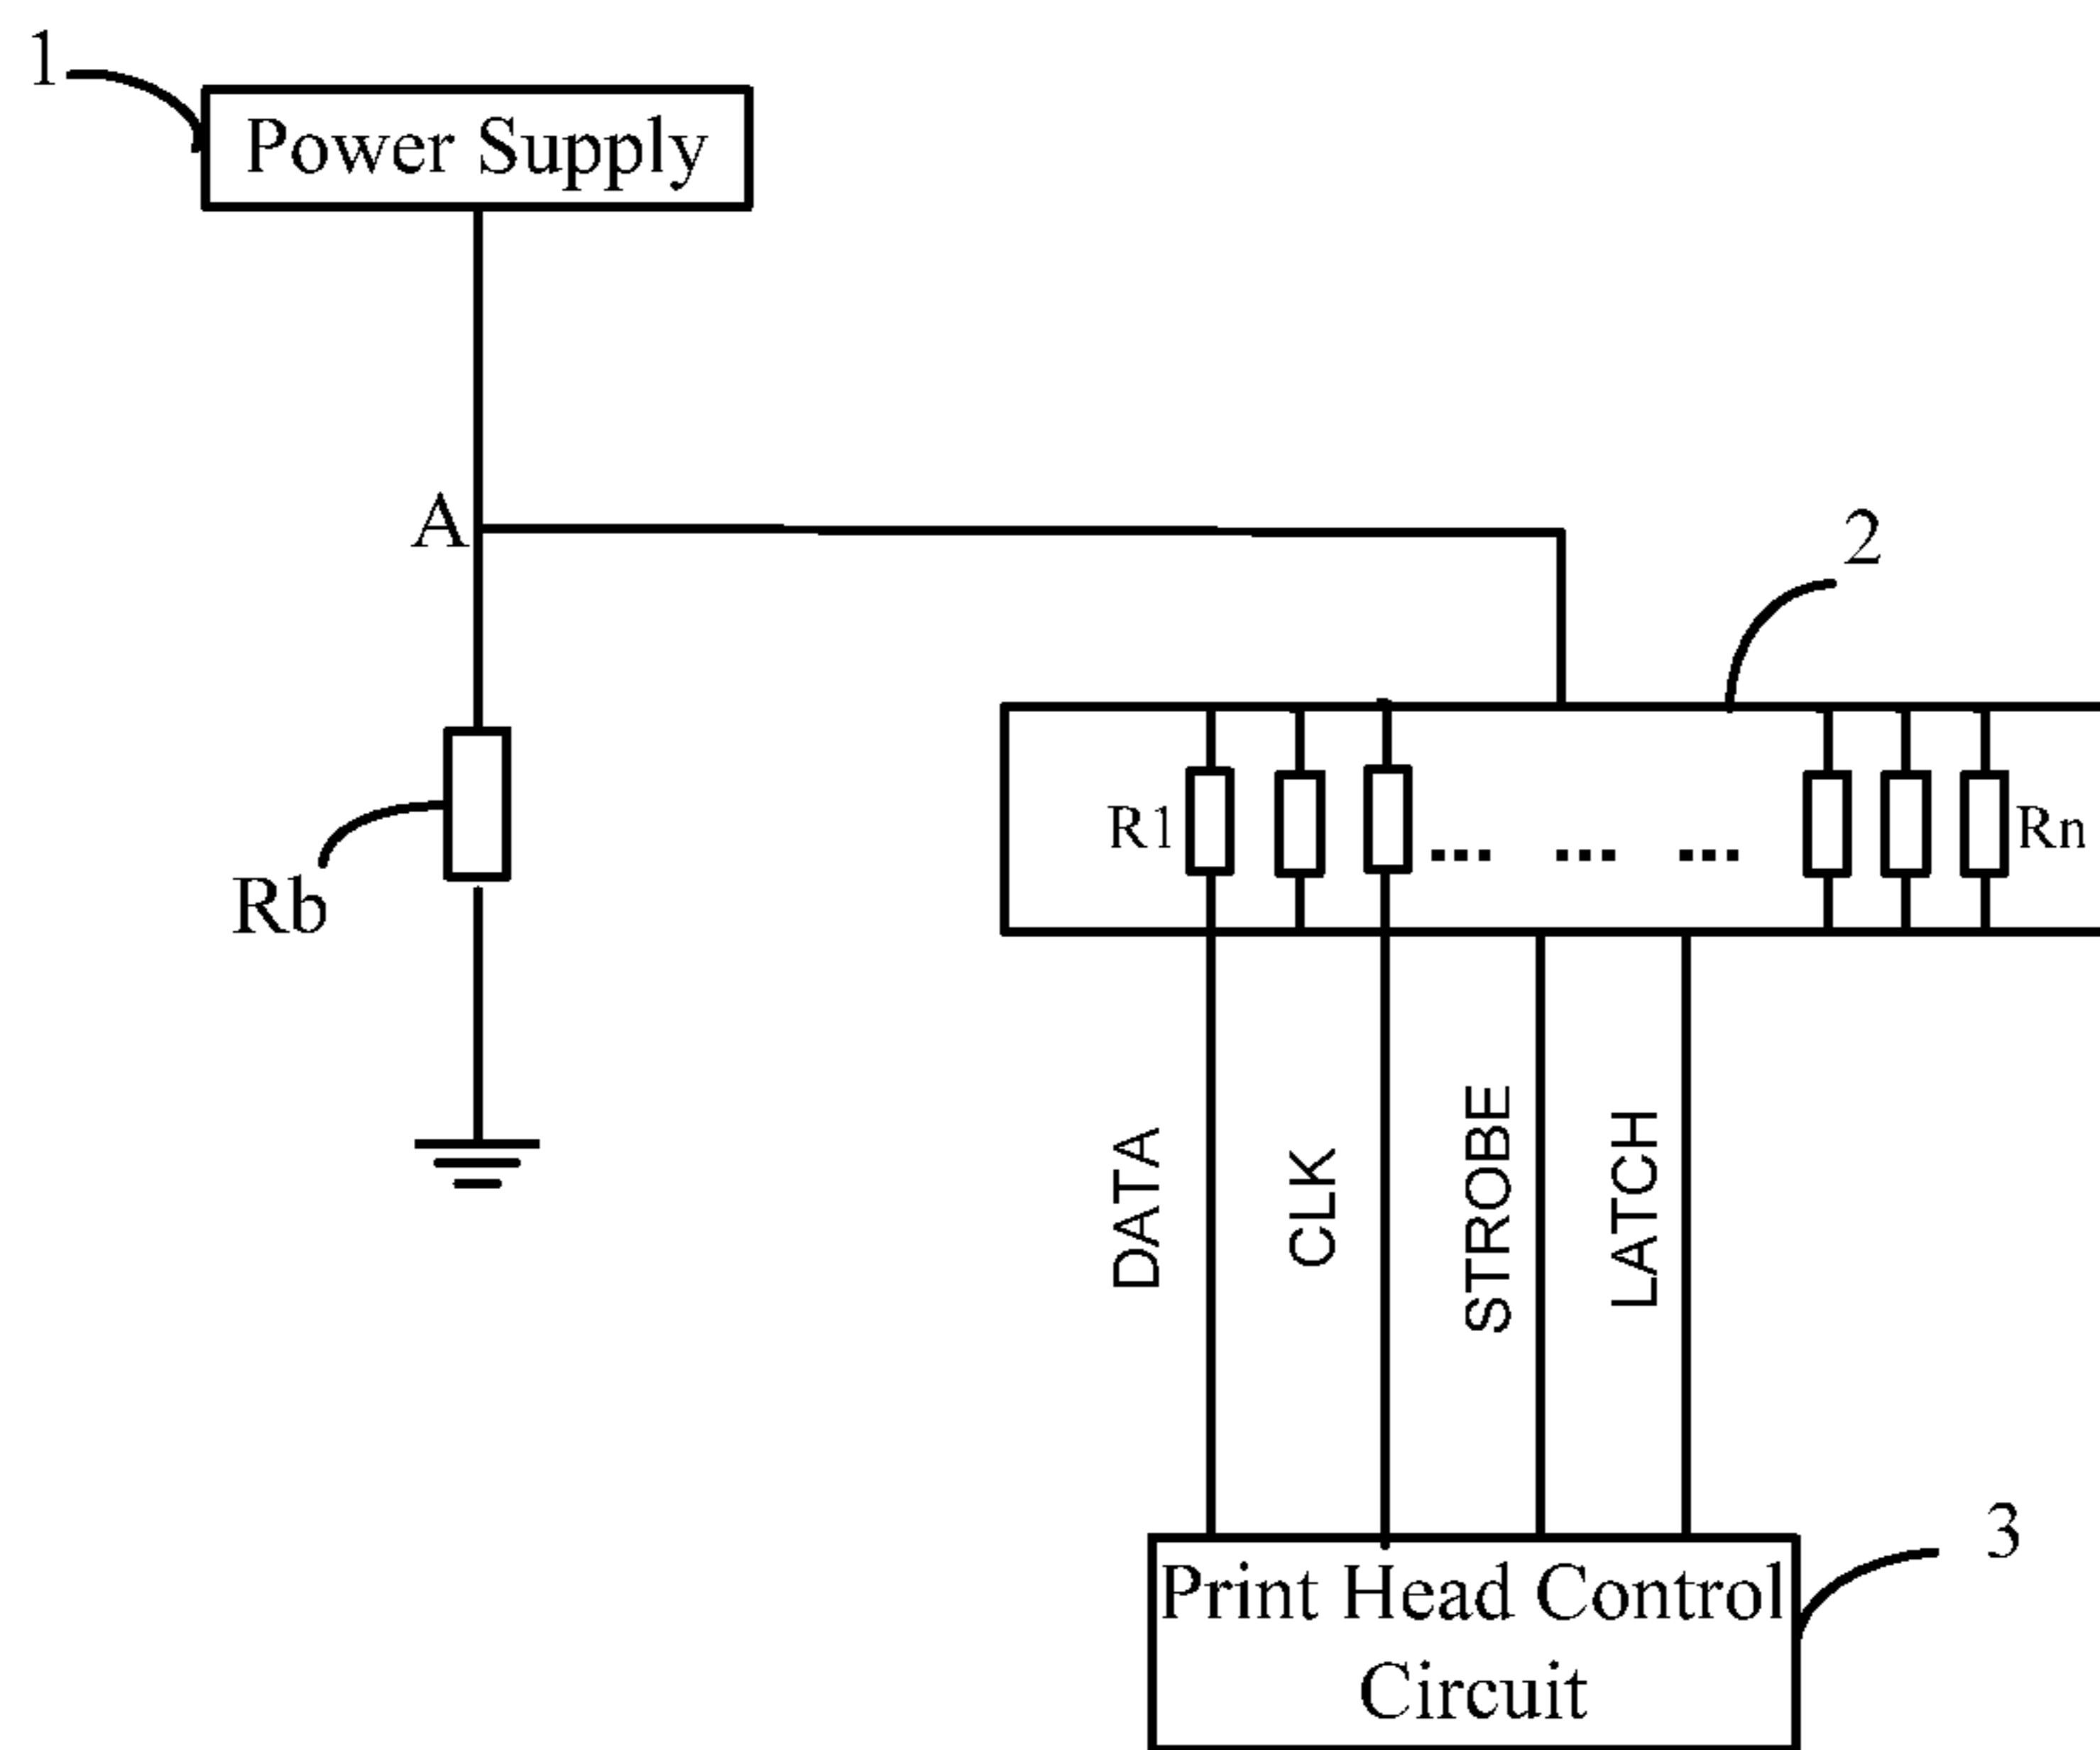 1
Power Supply
A
2
R1
... ... ...
Rn
Rb
DATA
CLK
STROBE
LATCH
3
Print Head Control
Circuit